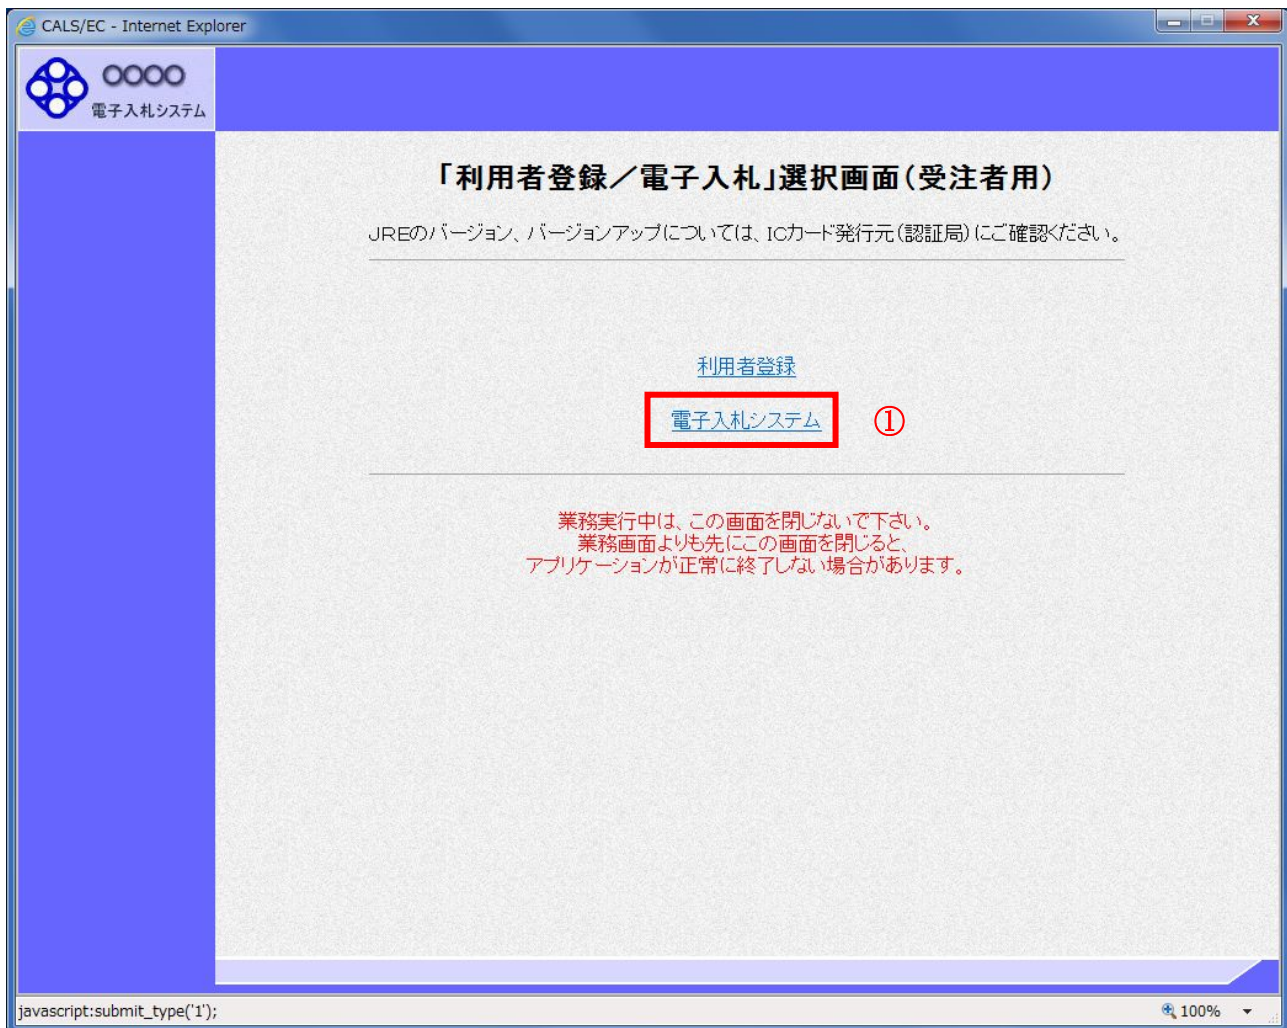 CALS/EC - Internet Explorer
○○○○
電子入札システム
「利用者登録／電子入札」選択画面(受注者用)
JREのバージョン、バージョンアップについては、ICカード発行元(認証局)にご確認ください。
利用者登録
電子入札システム ①
業務実行中は、この画面を閉じないで下さい。
業務画面よりも先にこの画面を閉じると、
アプリケーションが正常に終了しない場合があります。
javascript:submit_type('1'); 100%